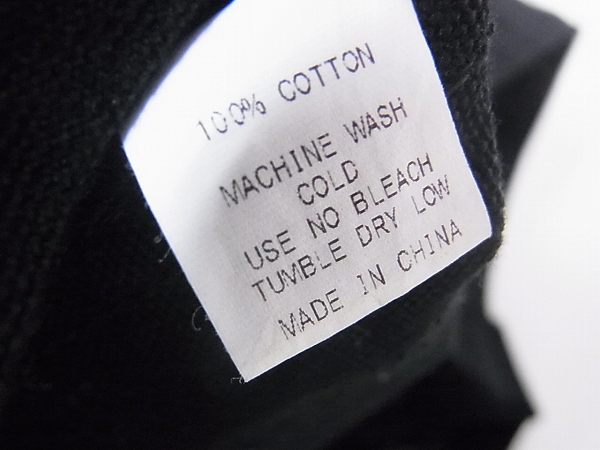 100% COTTON
MACHINE WASH
COLD
USE NO BLEACH
TUMBLE DRY LOW
MADE IN CHINA